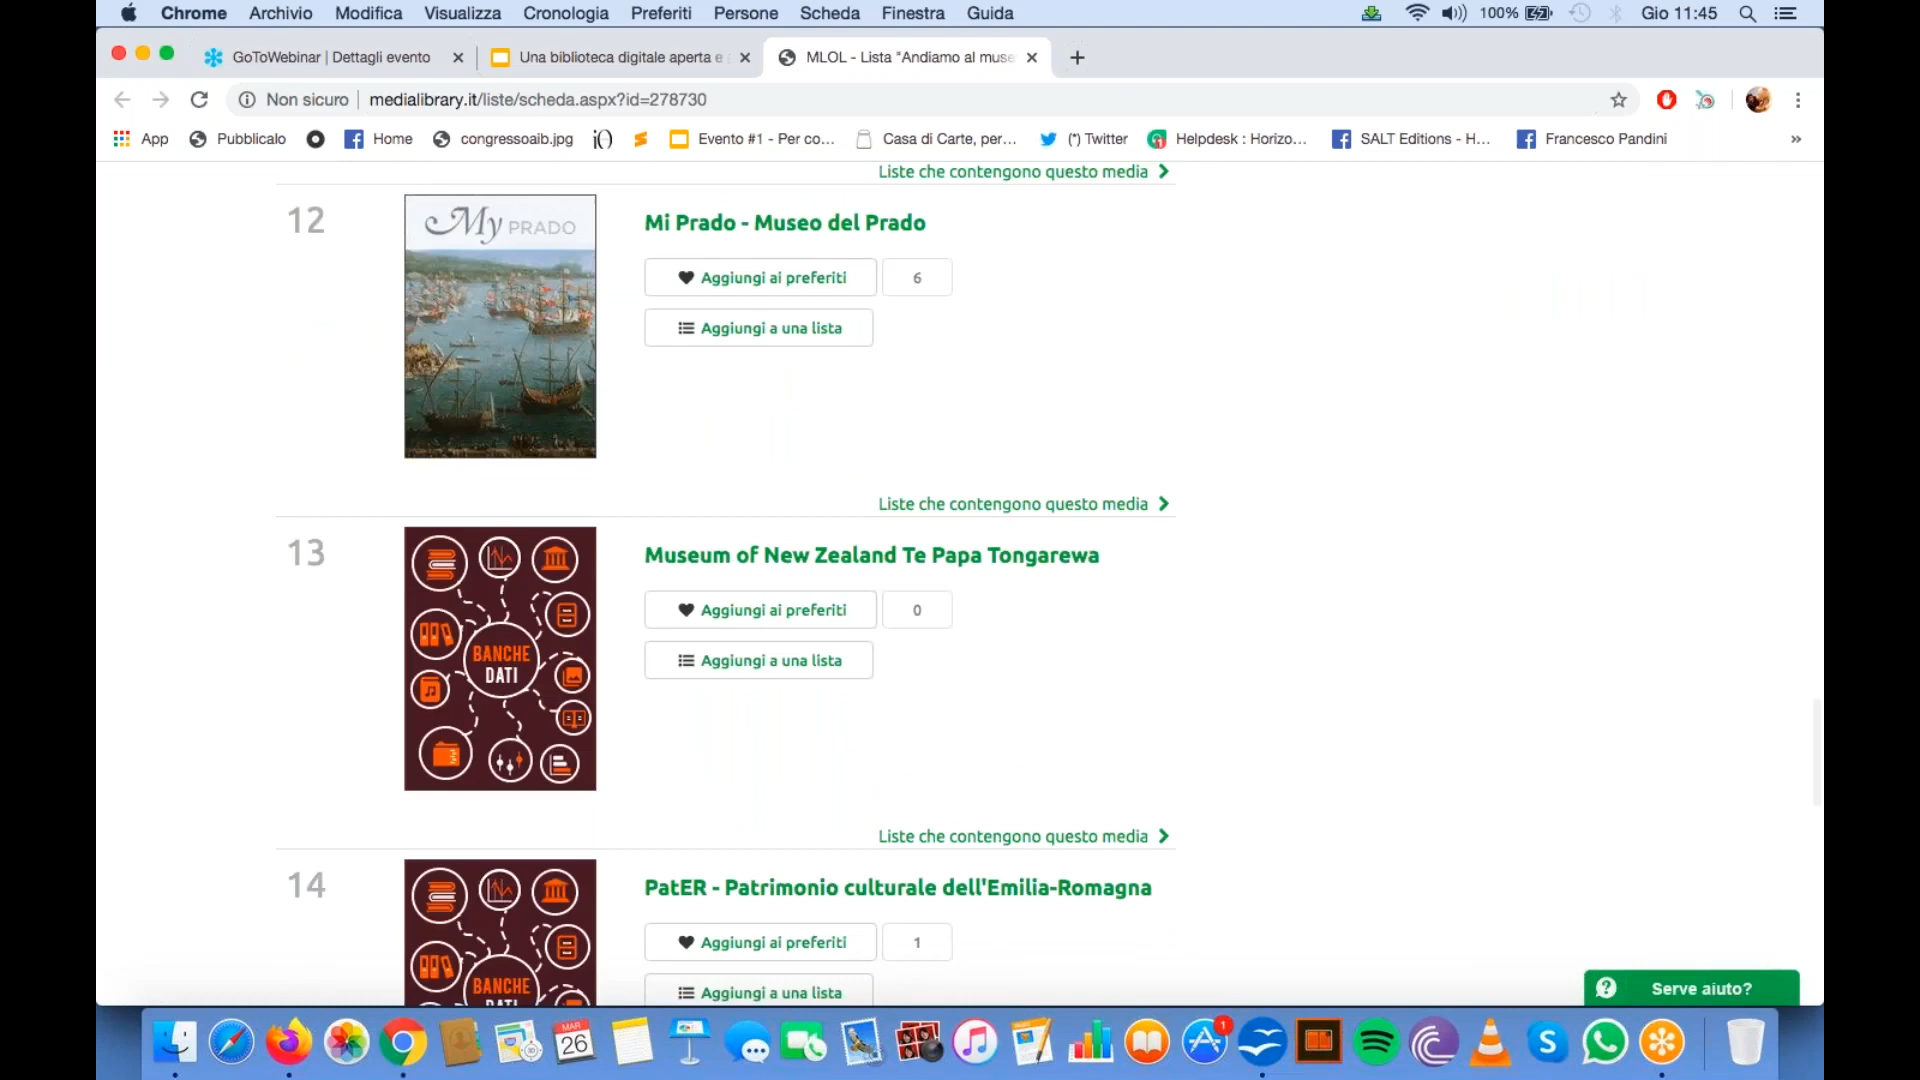 Chrome Archivio Modifica Visualizza Cronologia Preferiti Persone Scheda Finestra Guida 100% Gio 11:45
GoToWebinar | Dettagli evento Una biblioteca digitale aperta e MLOL - Lista "Andiamo al muse
Non sicuro medialibrary.it/liste/scheda.aspx?id=278730
App Pubblicalo Home congressoaib.jpg Evento #1 - Per co... Casa di Carte, per... (*) Twitter Helpdesk : Horizo... SALT Editions - H... Francesco Pandini »
Liste che contengono questo media
12
My PRADO
Mi Prado - Museo del Prado
Aggiungi ai preferiti 6
Aggiungi a una lista
Liste che contengono questo media
13
BANCHE
DATI
Museum of New Zealand Te Papa Tongarewa
Aggiungi ai preferiti 0
Aggiungi a una lista
Liste che contengono questo media
14
BANCHE
DATI
PatER - Patrimonio culturale dell'Emilia-Romagna
Aggiungi ai preferiti 1
Aggiungi a una lista
Serve aiuto?
MAR
26
1